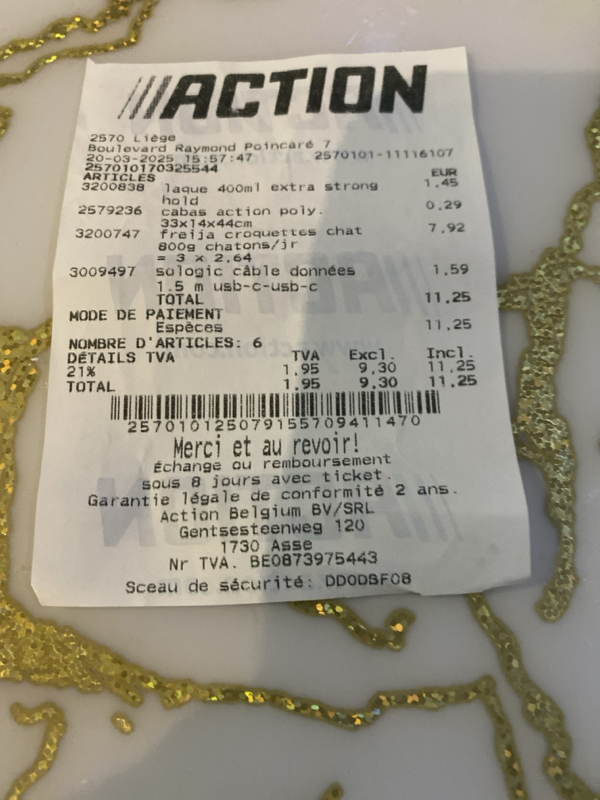 ///ACTION
2570 Liège
Boulevard Raymond Poincaré 7
20-03-2025 15:57:47 2570101-11116107
257010170325544
ARTICLES EUR
3200838 laque 400ml extra strong 1,45
hold
2579236 cabas action poly. 0,29
33x14x44cm
3200747 freija croquettes chat 7,92
800g chatons/jr
= 3 x 2,64
3009497 sologic câble données 1,59
1.5 m usb-c-usb-c
TOTAL 11,25
MODE DE PAIEMENT
Espèces 11,25
NOMBRE D'ARTICLES: 6
DÉTAILS TVA TVA Excl. Incl.
21% 1,95 9,30 11,25
TOTAL 1,95 9,30 11,25
257010125079155709411470
Merci et au revoir!
Échange ou remboursement
sous 8 jours avec ticket.
Garantie légale de conformité 2 ans.
Action Belgium BV/SRL
Gentsesteenweg 120
1730 Asse
Nr TVA. BE0873975443
Sceau de sécurité: DD0DBF08